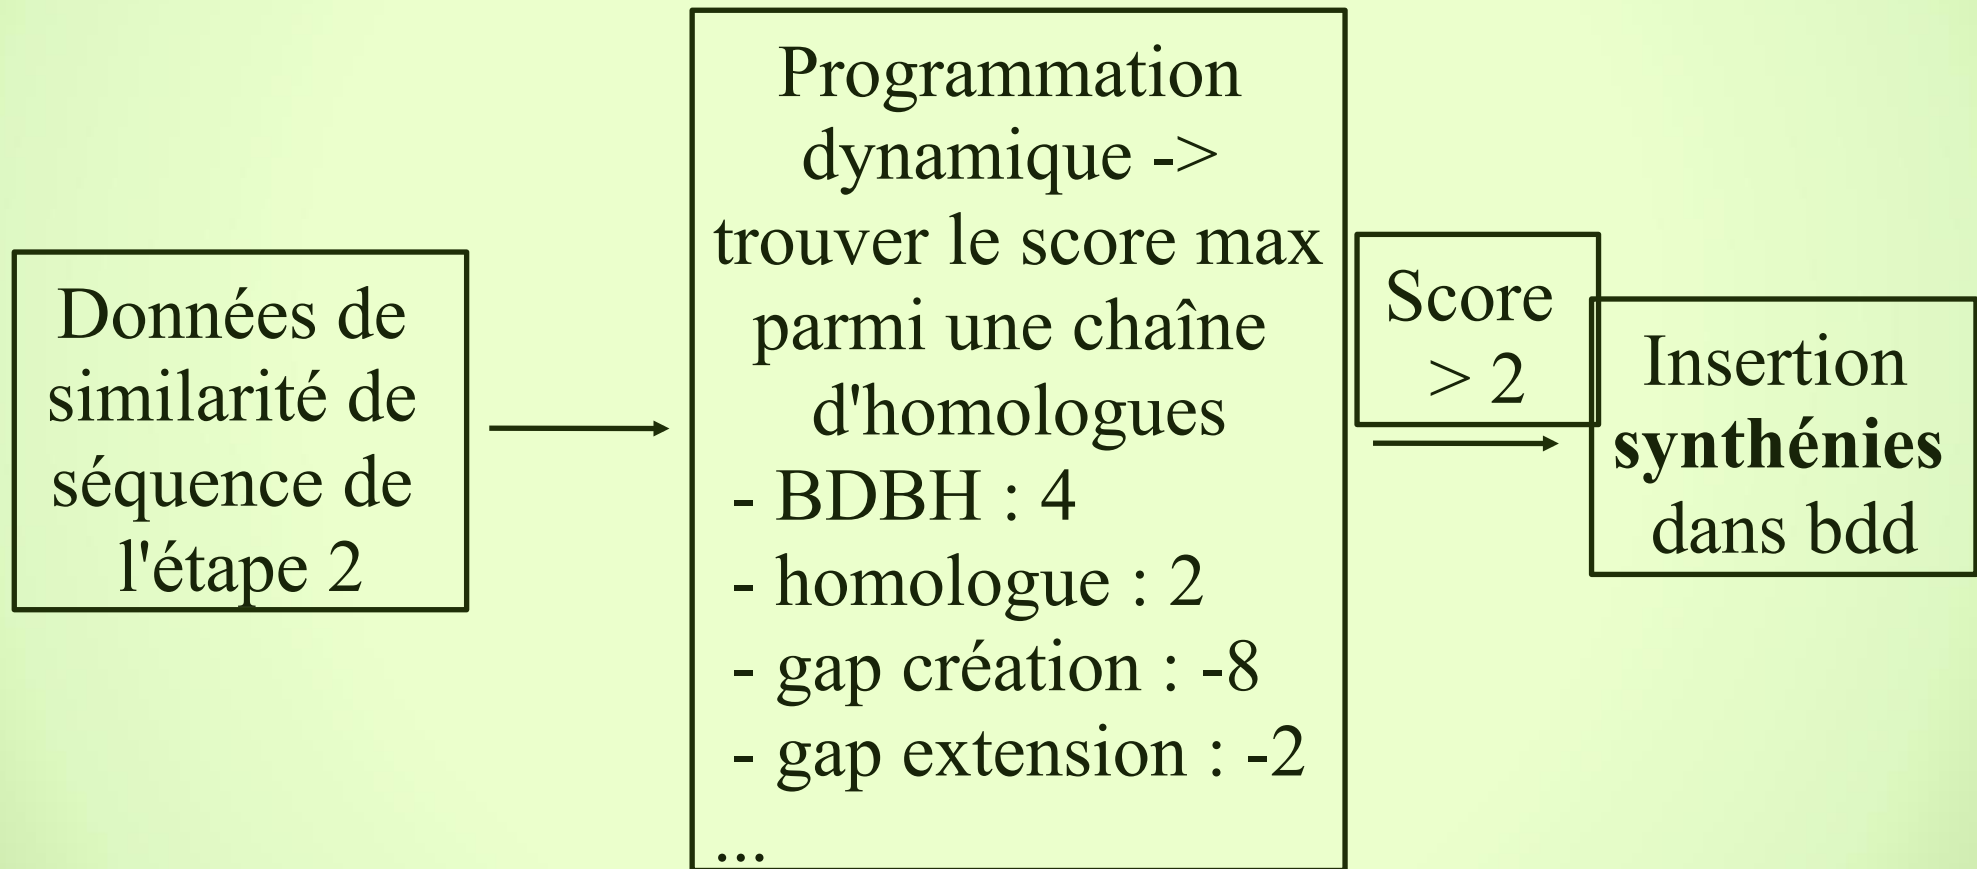 Données de
similarité de
séquence de
l'étape 2
Programmation
dynamique ->
trouver le score max
parmi une chaîne
d'homologues
- BDBH : 4
- homologue : 2
- gap création : -8
- gap extension : -2
...
Score
> 2
Insertion
synthénies
dans bdd